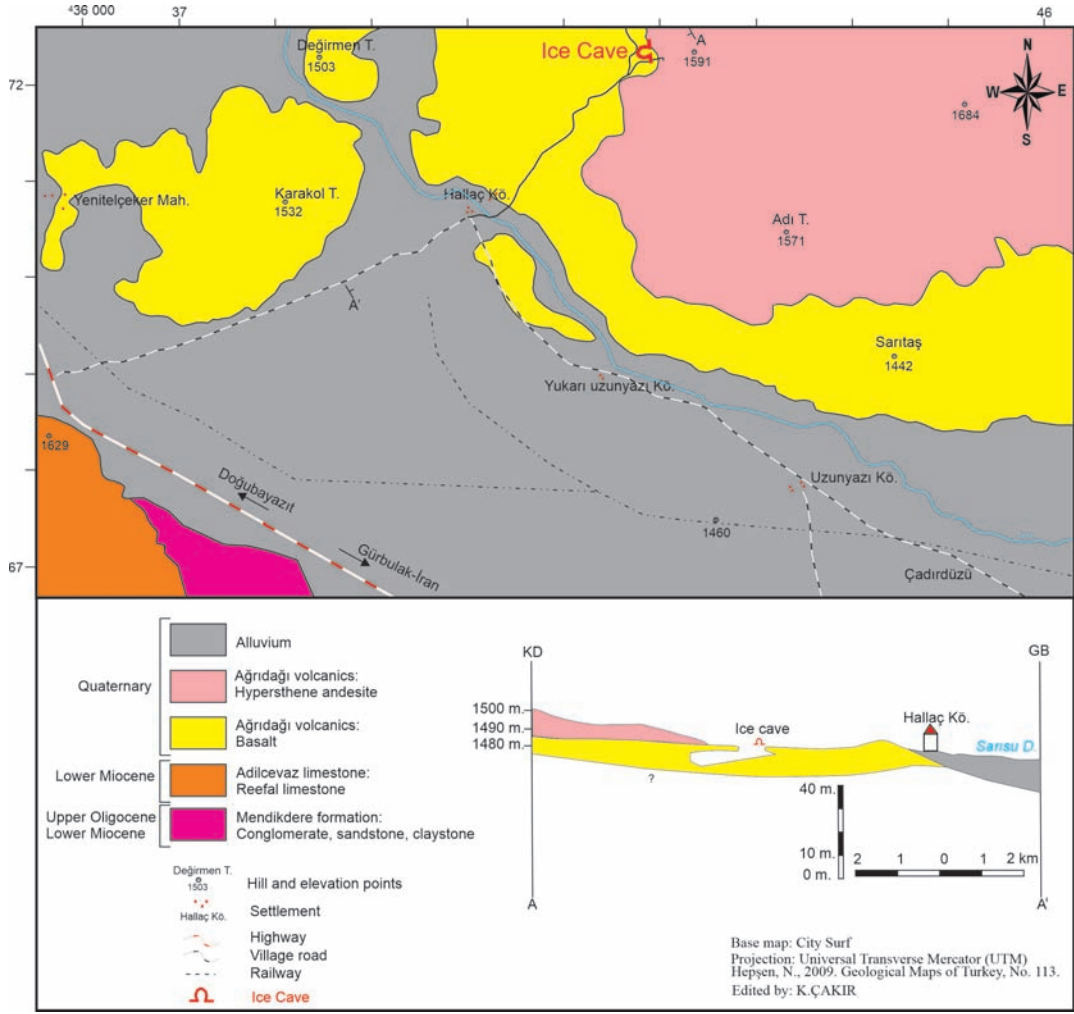 ⁴36 000
37
46
72
67
Değirmen T.
1503
Ice Cave
A
1591
N
W E
S
1684
Yenitelçeker Mah.
Karakol T.
1532
Hallaç Kö.
Adı T.
1571
A'
Sarıtaş
1442
Yukarı uzunyazı Kö.
1629
Doğubayazıt
Uzunyazı Kö.
1460
Gürbulak-İran
Çadırdüzü
Quaternary
Alluvium
Ağrıdağı volcanics:
Hypersthene andesite
Ağrıdağı volcanics:
Basalt
Lower Miocene
Adilcevaz limestone:
Reefal limestone
Upper Oligocene
Lower Miocene
Mendikdere formation:
Conglomerate, sandstone, claystone
Değirmen T.
1503
Hill and elevation points
Hallaç Kö.
Settlement
Highway
Village road
Railway
Ice Cave
KD
GB
1500 m.
1490 m.
1480 m.
Ice cave
Hallaç Kö.
Sarısu D.
?
40 m.
10 m.
0 m.
2 1 0 1 2 km
A
A'
Base map: City Surf
Projection: Universal Transverse Mercator (UTM)
Hepşen, N., 2009. Geological Maps of Turkey, No. 113.
Edited by: K.ÇAKIR